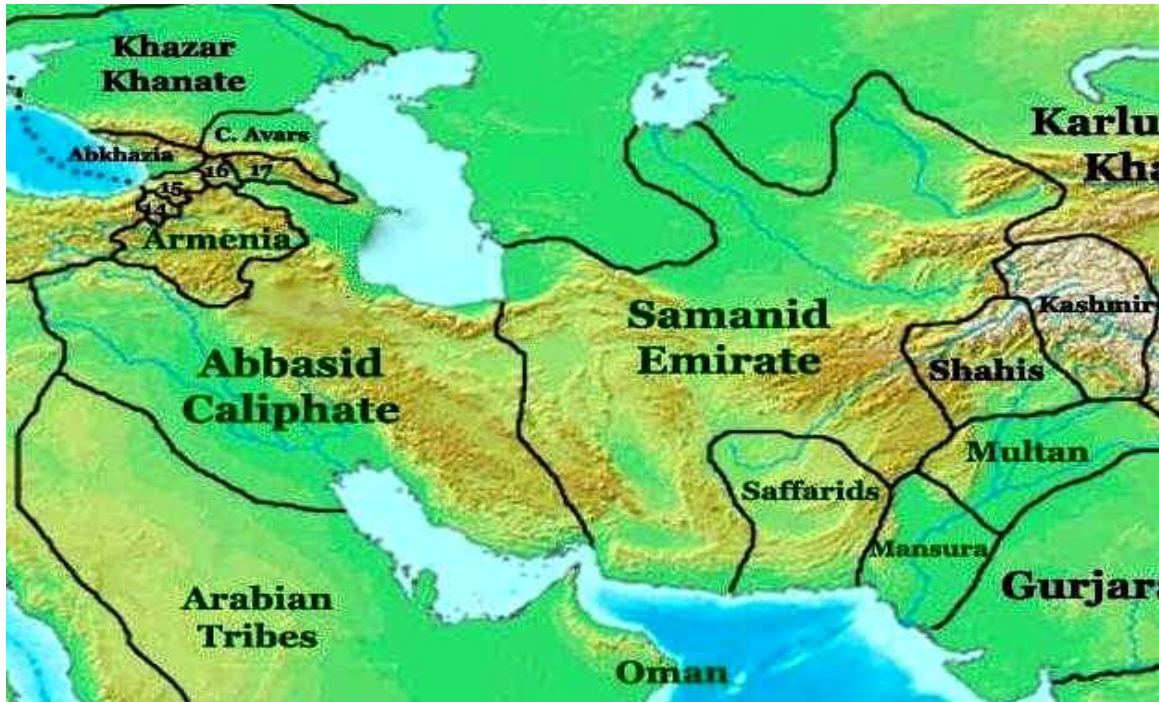 Khazar
Khanate
C. Avars
Abkhazia
16
17
15
14
Armenia
Karlu
Kha
Kashmir
Samanid
Emirate
Shahis
Abbasid
Caliphate
Multan
Saffarids
Mansura
Gurjara
Arabian
Tribes
Oman